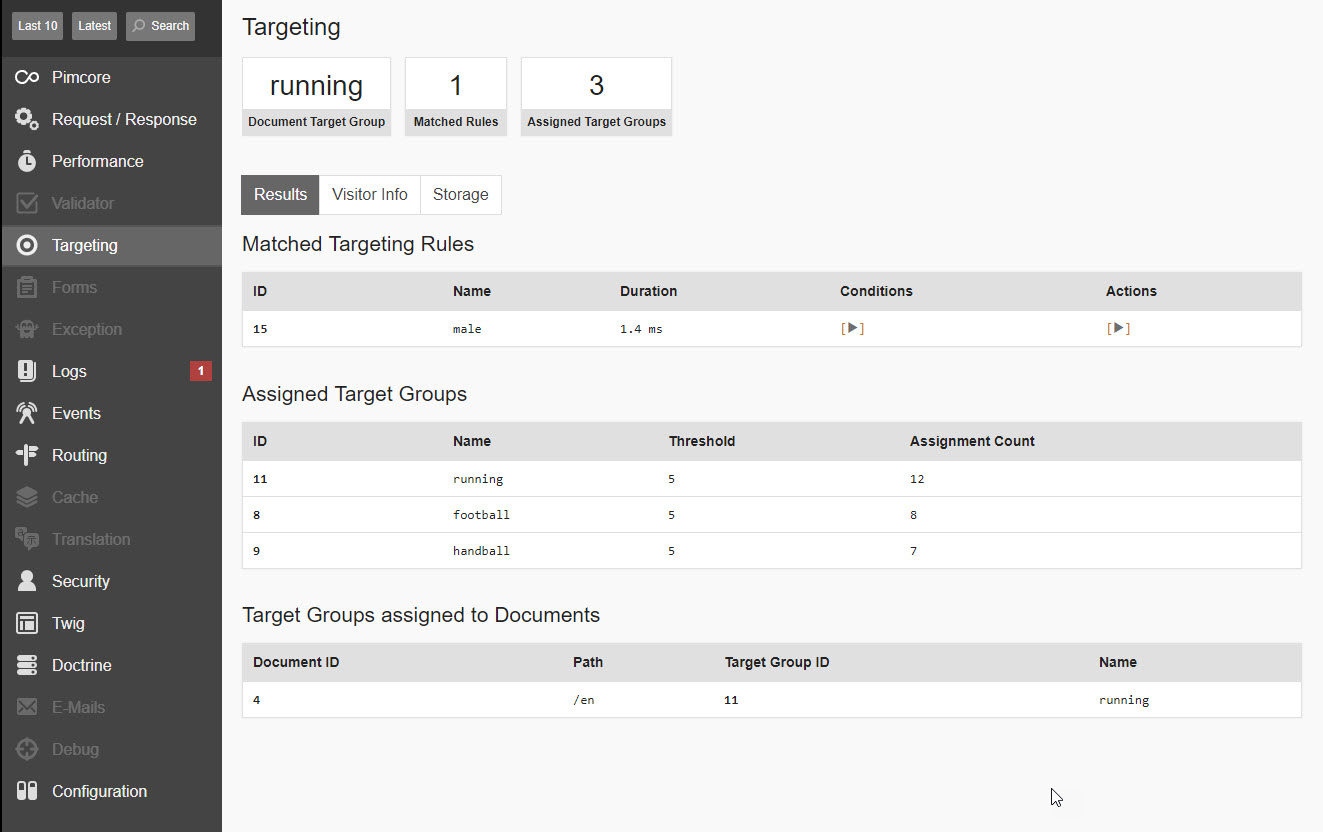 Last 10 Latest Search
Pimcore
Request / Response
Performance
Validator
Targeting
Forms
Exception
Logs 1
Events
Routing
Cache
Translation
Security
Twig
Doctrine
E-Mails
Debug
Configuration
Targeting
running 1 3
Document Target Group Matched Rules Assigned Target Groups
Results Visitor Info Storage
Matched Targeting Rules
ID Name Duration Conditions Actions
15 male 1.4 ms [▶] [▶]
Assigned Target Groups
ID Name Threshold Assignment Count
11 running 5 12
8 football 5 8
9 handball 5 7
Target Groups assigned to Documents
Document ID Path Target Group ID Name
4 /en 11 running